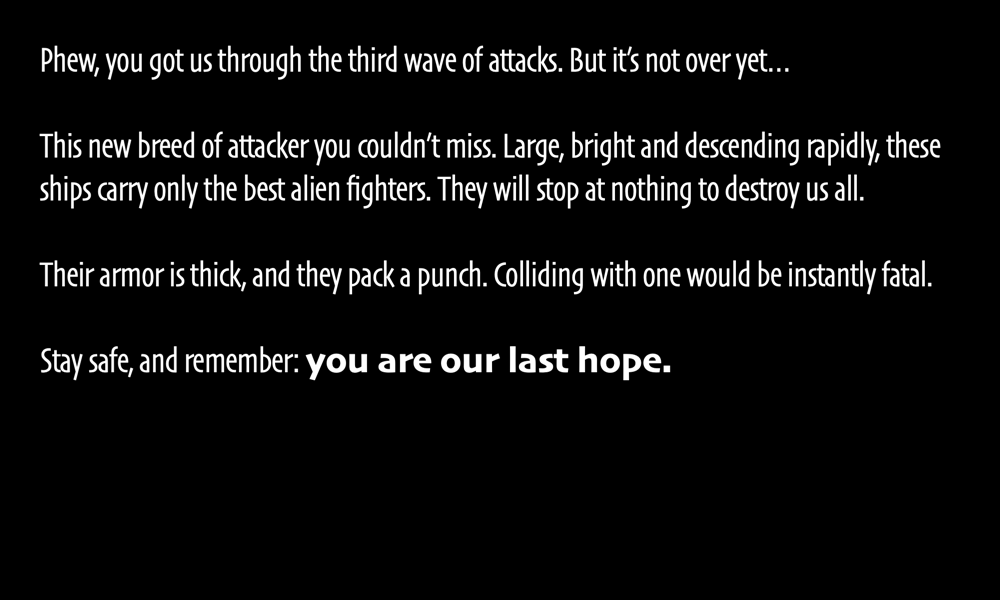 Phew, you got us through the third wave of attacks. But it's not over yet…
This new breed of attacker you couldn't miss. Large, bright and descending rapidly, these
ships carry only the best alien fighters. They will stop at nothing to destroy us all.
Their armor is thick, and they pack a punch. Colliding with one would be instantly fatal.
Stay safe, and remember: you are our last hope.